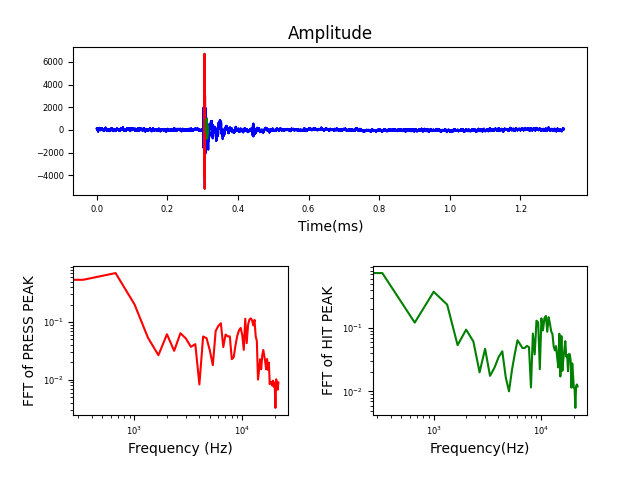 Amplitude
6000
4000
2000
0
−2000
−4000
0.0 0.2 0.4 0.6 0.8 1.0 1.2
Time(ms)
FFT of PRESS PEAK
10⁻¹
10⁻²
10³ 10⁴
Frequency (Hz)
FFT of HIT PEAK
10⁻¹
10⁻²
10³ 10⁴
Frequency(Hz)